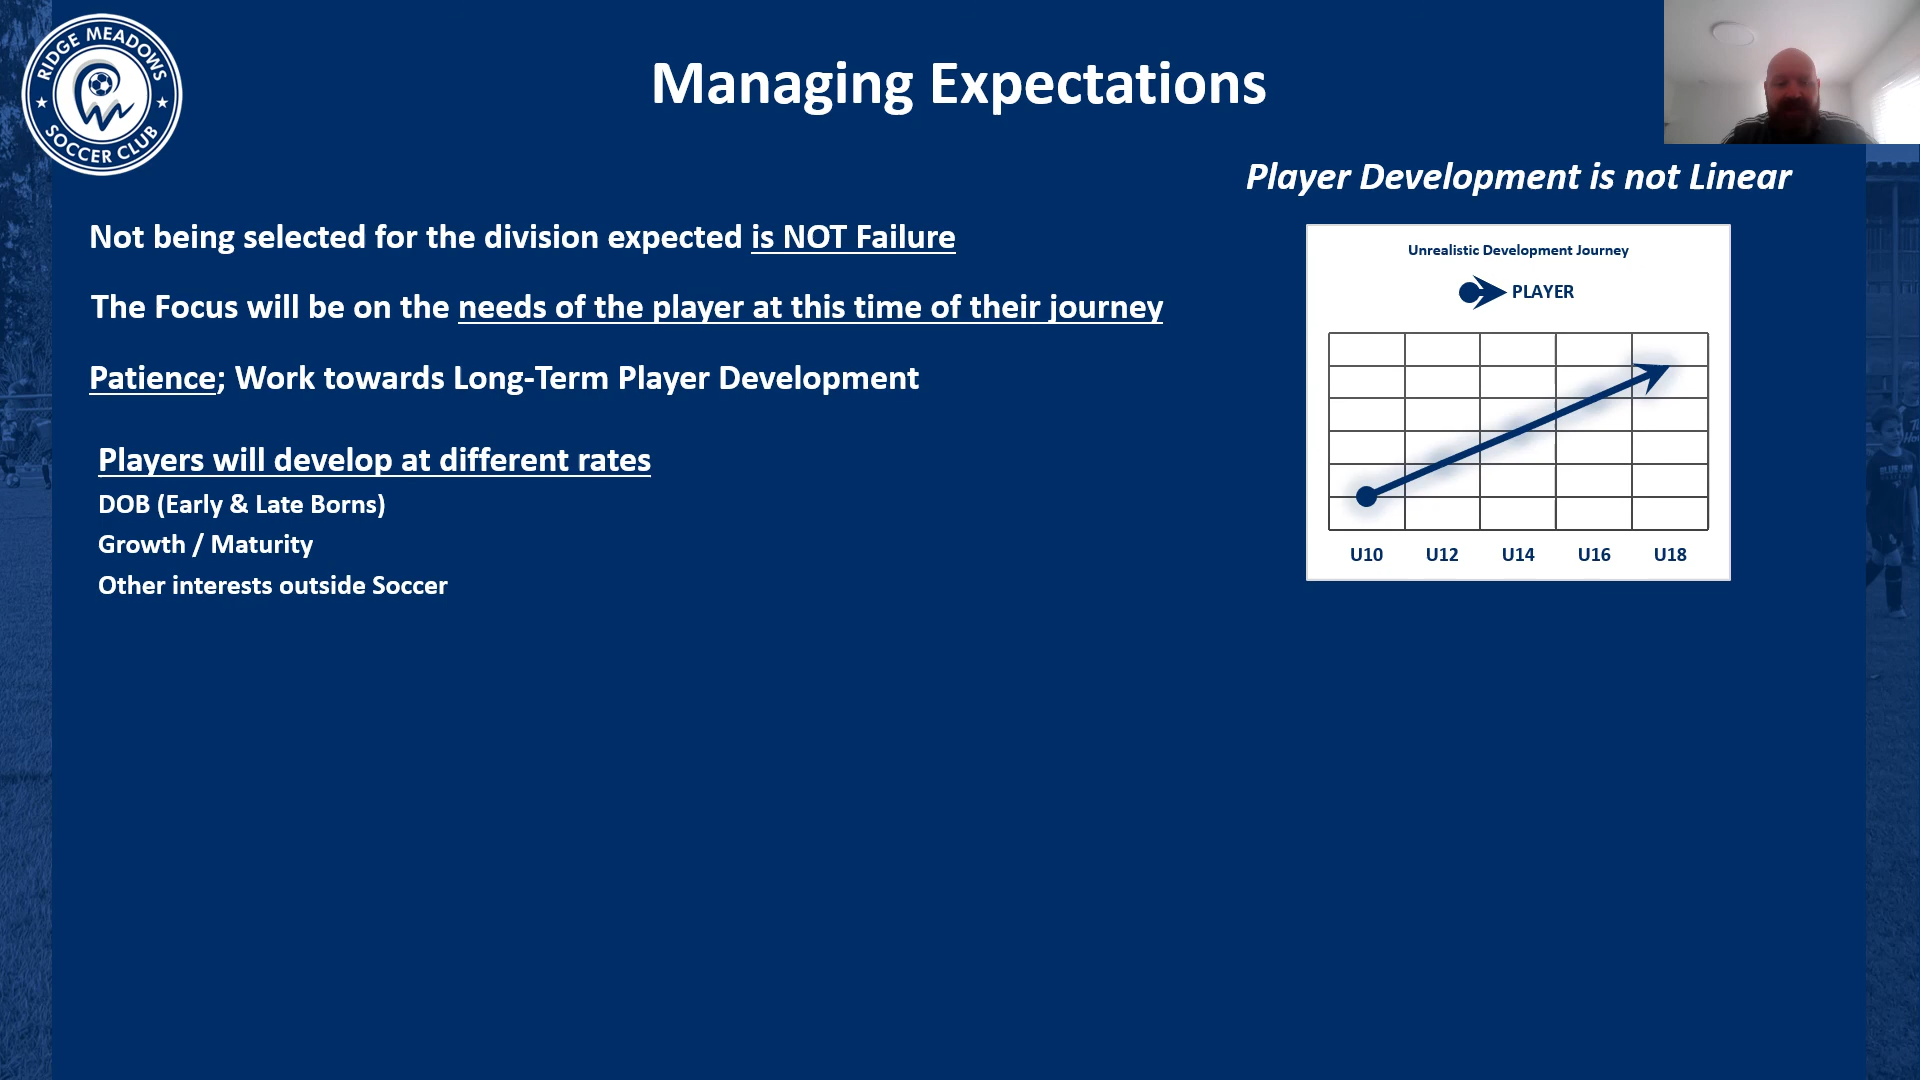 RIDGE MEADOWS
SOCCER CLUB
Managing Expectations
Player Development is not Linear
Not being selected for the division expected is NOT Failure
The Focus will be on the needs of the player at this time of their journey
Patience; Work towards Long-Term Player Development
Players will develop at different rates
DOB (Early & Late Borns)
Growth / Maturity
Other interests outside Soccer
Unrealistic Development Journey
PLAYER
U10 U12 U14 U16 U18